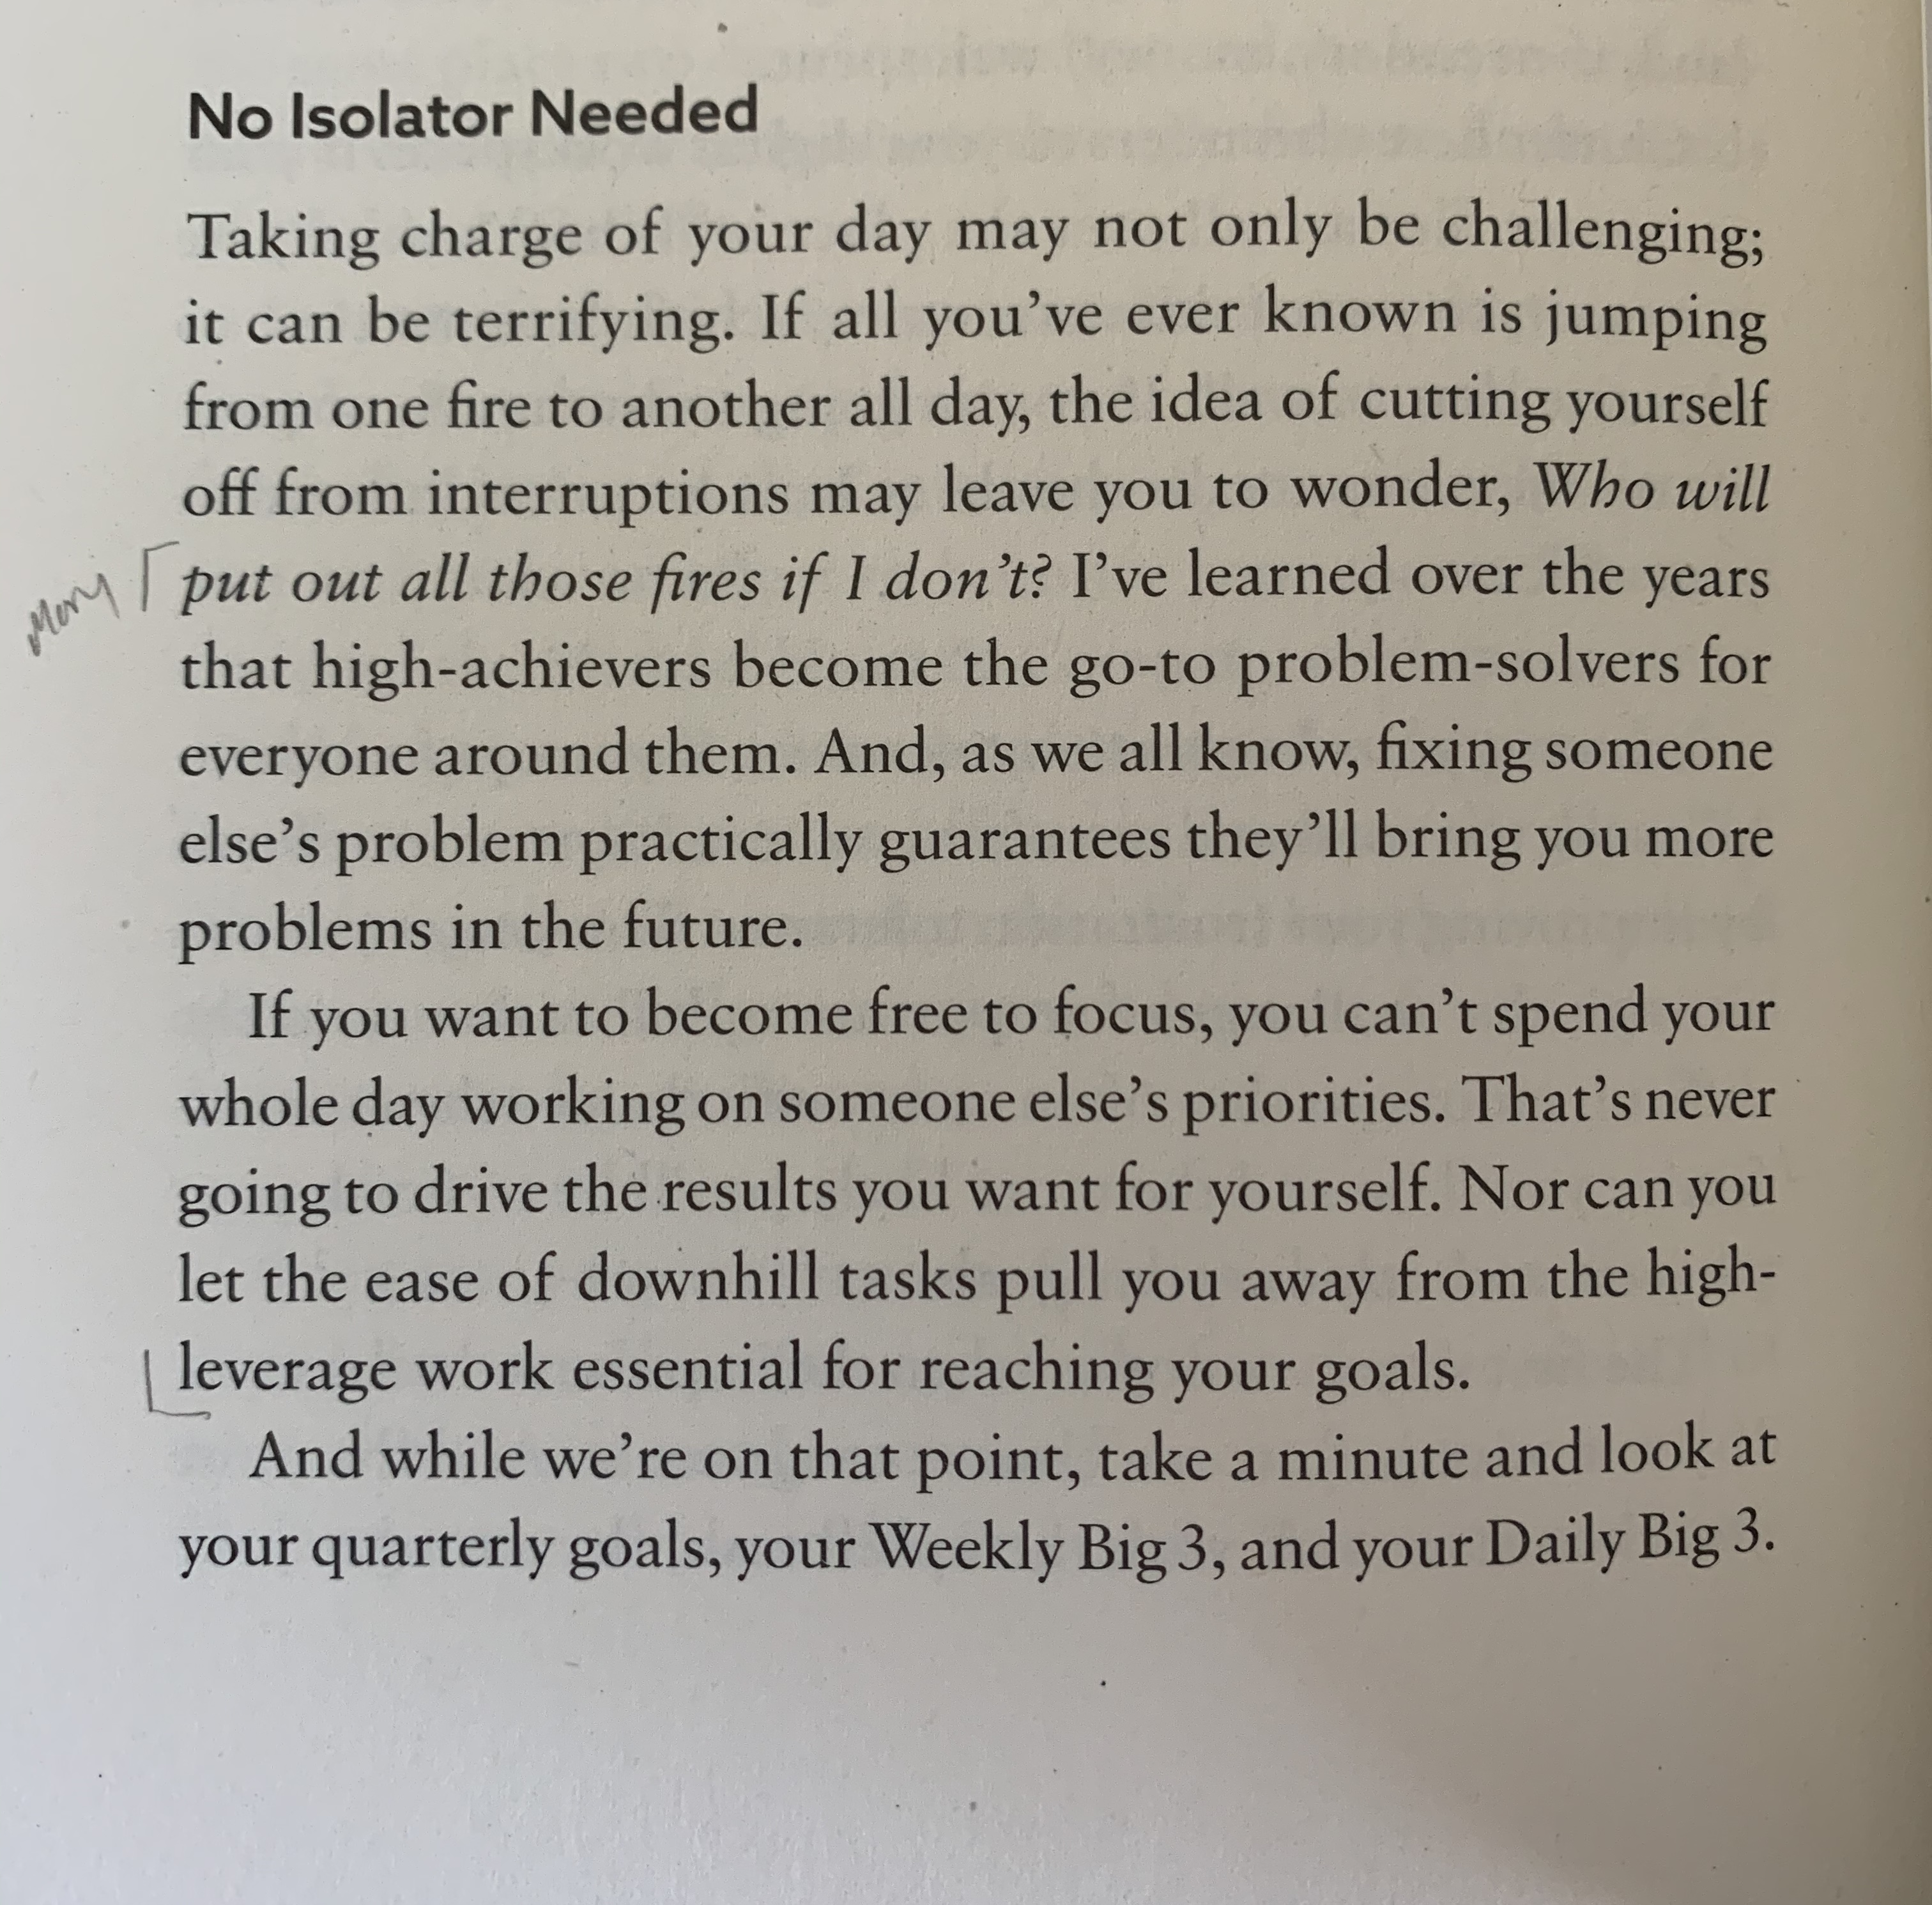 No Isolator Needed
Taking charge of your day may not only be challenging;
it can be terrifying. If all you’ve ever known is jumping
from one fire to another all day, the idea of cutting yourself
off from interruptions may leave you to wonder, Who will
put out all those fires if I don’t? I’ve learned over the years
that high-achievers become the go-to problem-solvers for
everyone around them. And, as we all know, fixing someone
else’s problem practically guarantees they’ll bring you more
problems in the future.
If you want to become free to focus, you can’t spend your
whole day working on someone else’s priorities. That’s never
going to drive the results you want for yourself. Nor can you
let the ease of downhill tasks pull you away from the high-
leverage work essential for reaching your goals.
And while we’re on that point, take a minute and look at
your quarterly goals, your Weekly Big 3, and your Daily Big 3.